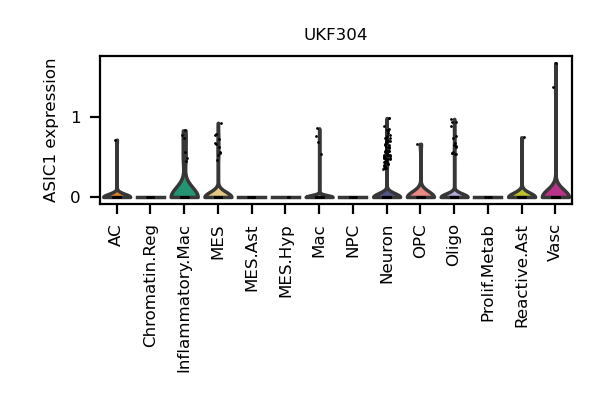 UKF304
ASIC1 expression
1
0
AC
Chromatin.Reg
Inflammatory.Mac
MES
MES.Ast
MES.Hyp
Mac
NPC
Neuron
OPC
Oligo
Prolif.Metab
Reactive.Ast
Vasc